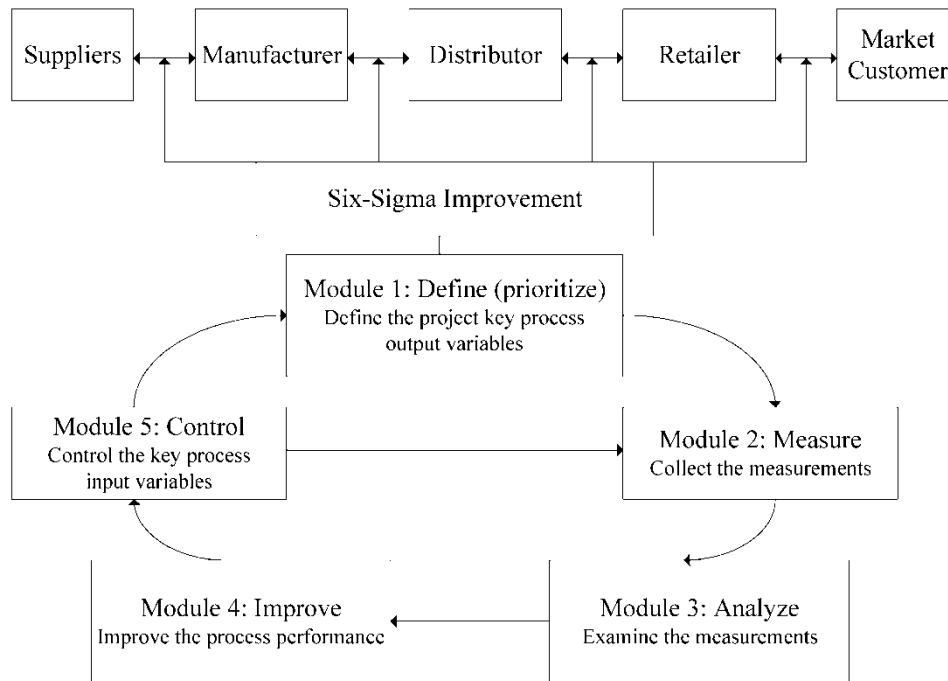 Suppliers
Manufacturer
Distributor
Retailer
Market
Customer
Six-Sigma Improvement
Module 1: Define (prioritize)
Define the project key process
output variables
Module 5: Control
Control the key process
input variables
Module 2: Measure
Collect the measurements
Module 4: Improve
Improve the process performance
Module 3: Analyze
Examine the measurements